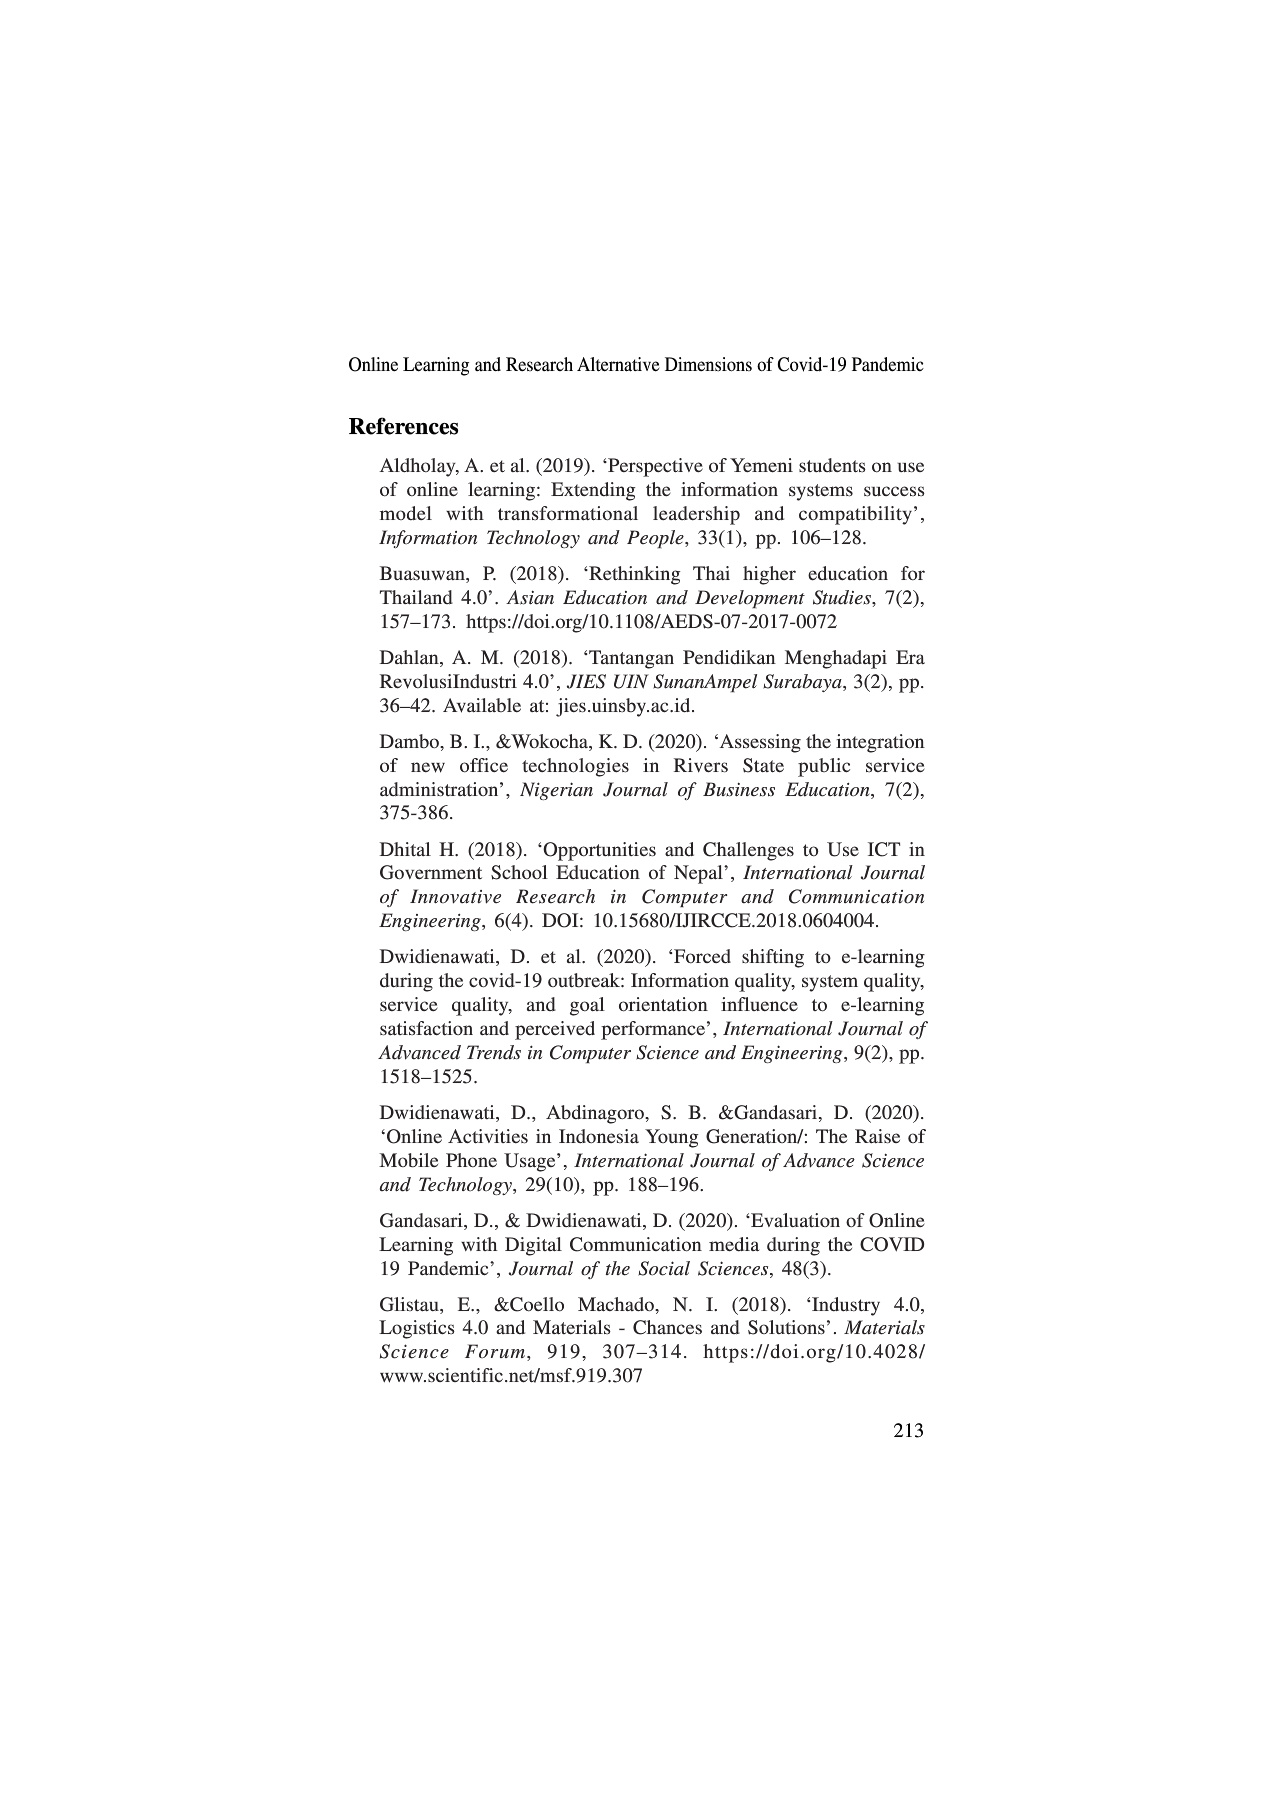 Online Learning and Research Alternative Dimensions of Covid-19 Pandemic
References
Aldholay, A. et al. (2019). ‘Perspective of Yemeni students on use
of online learning: Extending the information systems success
model with transformational leadership and compatibility’,
Information Technology and People, 33(1), pp. 106–128.
Buasuwan, P. (2018). ‘Rethinking Thai higher education for
Thailand 4.0’. Asian Education and Development Studies, 7(2),
157–173. https://doi.org/10.1108/AEDS-07-2017-0072
Dahlan, A. M. (2018). ‘Tantangan Pendidikan Menghadapi Era
RevolusiIndustri 4.0’, JIES UIN SunanAmpel Surabaya, 3(2), pp.
36–42. Available at: jies.uinsby.ac.id.
Dambo, B. I., &Wokocha, K. D. (2020). ‘Assessing the integration
of new office technologies in Rivers State public service
administration’, Nigerian Journal of Business Education, 7(2),
375-386.
Dhital H. (2018). ‘Opportunities and Challenges to Use ICT in
Government School Education of Nepal’, International Journal
of Innovative Research in Computer and Communication
Engineering, 6(4). DOI: 10.15680/IJIRCCE.2018.0604004.
Dwidienawati, D. et al. (2020). ‘Forced shifting to e-learning
during the covid-19 outbreak: Information quality, system quality,
service quality, and goal orientation influence to e-learning
satisfaction and perceived performance’, International Journal of
Advanced Trends in Computer Science and Engineering, 9(2), pp.
1518–1525.
Dwidienawati, D., Abdinagoro, S. B. &Gandasari, D. (2020).
‘Online Activities in Indonesia Young Generation/: The Raise of
Mobile Phone Usage’, International Journal of Advance Science
and Technology, 29(10), pp. 188–196.
Gandasari, D., & Dwidienawati, D. (2020). ‘Evaluation of Online
Learning with Digital Communication media during the COVID
19 Pandemic’, Journal of the Social Sciences, 48(3).
Glistau, E., &Coello Machado, N. I. (2018). ‘Industry 4.0,
Logistics 4.0 and Materials - Chances and Solutions’. Materials
Science Forum, 919, 307–314. https://doi.org/10.4028/
www.scientific.net/msf.919.307
213